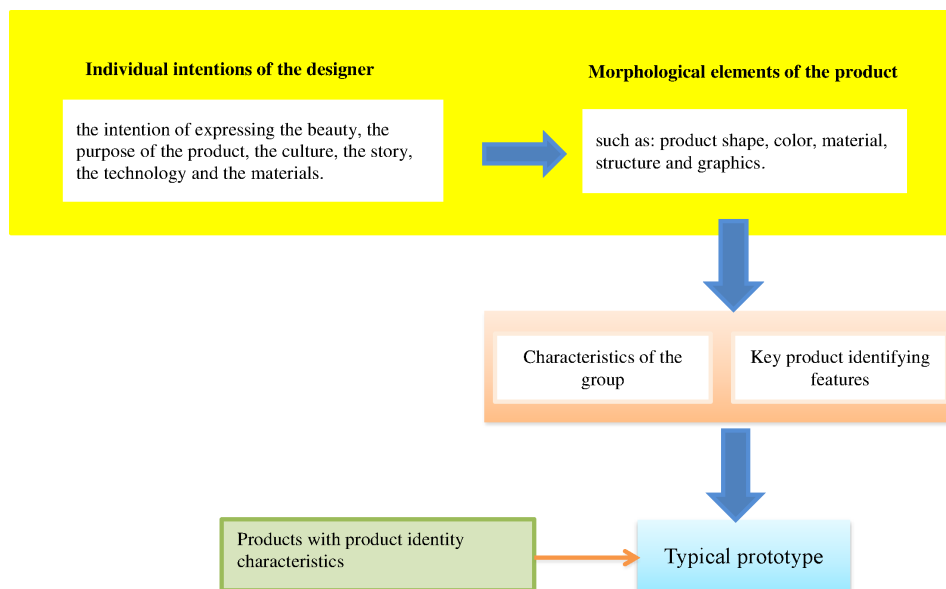 Individual intentions of the designer
the intention of expressing the beauty, the
purpose of the product, the culture, the story,
the technology and the materials.
Morphological elements of the product
such as: product shape, color, material,
structure and graphics.
Characteristics of the
group
Key product identifying
features
Products with product identity
characteristics
Typical prototype